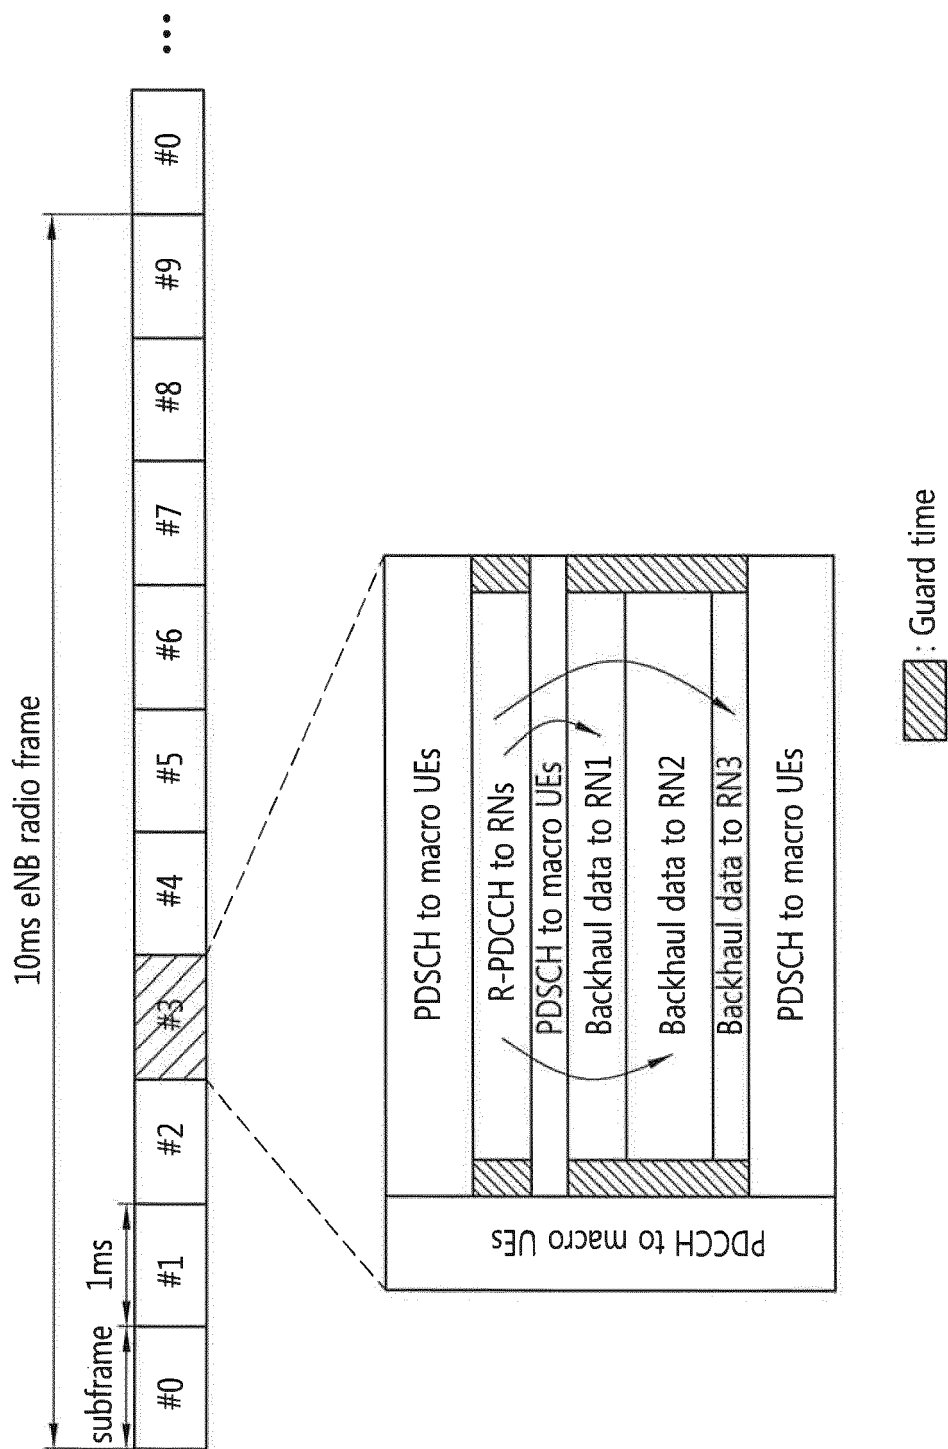 10ms eNB radio frame
subframe
1ms
#0
#1
#2
#3
#4
#5
#6
#7
#8
#9
#0
...
PDCCH to macro UEs
PDSCH to macro UEs
R-PDCCH to RNs
PDSCH to macro UEs
Backhaul data to RN1
Backhaul data to RN2
Backhaul data to RN3
PDSCH to macro UEs
: Guard time